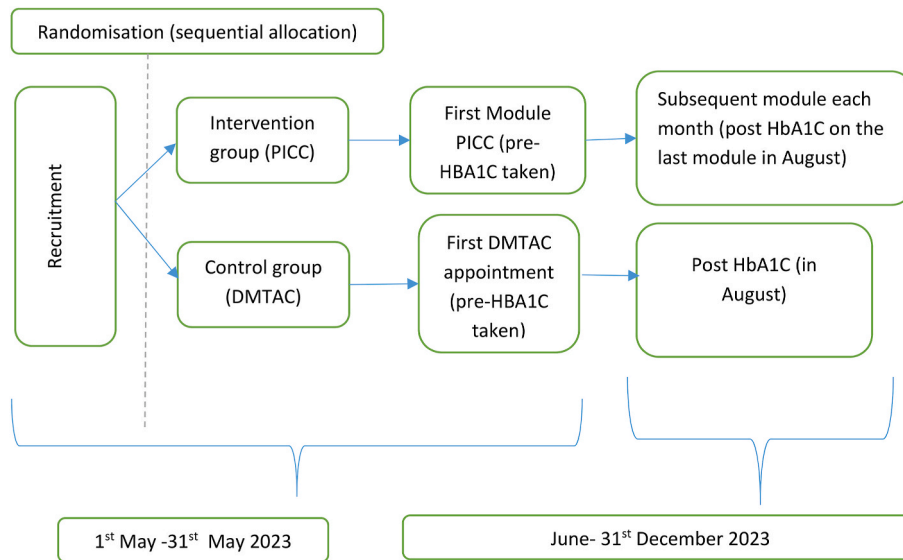 Randomisation (sequential allocation)
Recruitment
Intervention
group (PICC)
First Module
PICC (pre-
HBA1C taken)
Subsequent module each
month (post HbA1C on the
last module in August)
Control group
(DMTAC)
First DMTAC
appointment
(pre-HBA1C
taken)
Post HbA1C (in
August)
1st May -31st May 2023
June- 31st December 2023